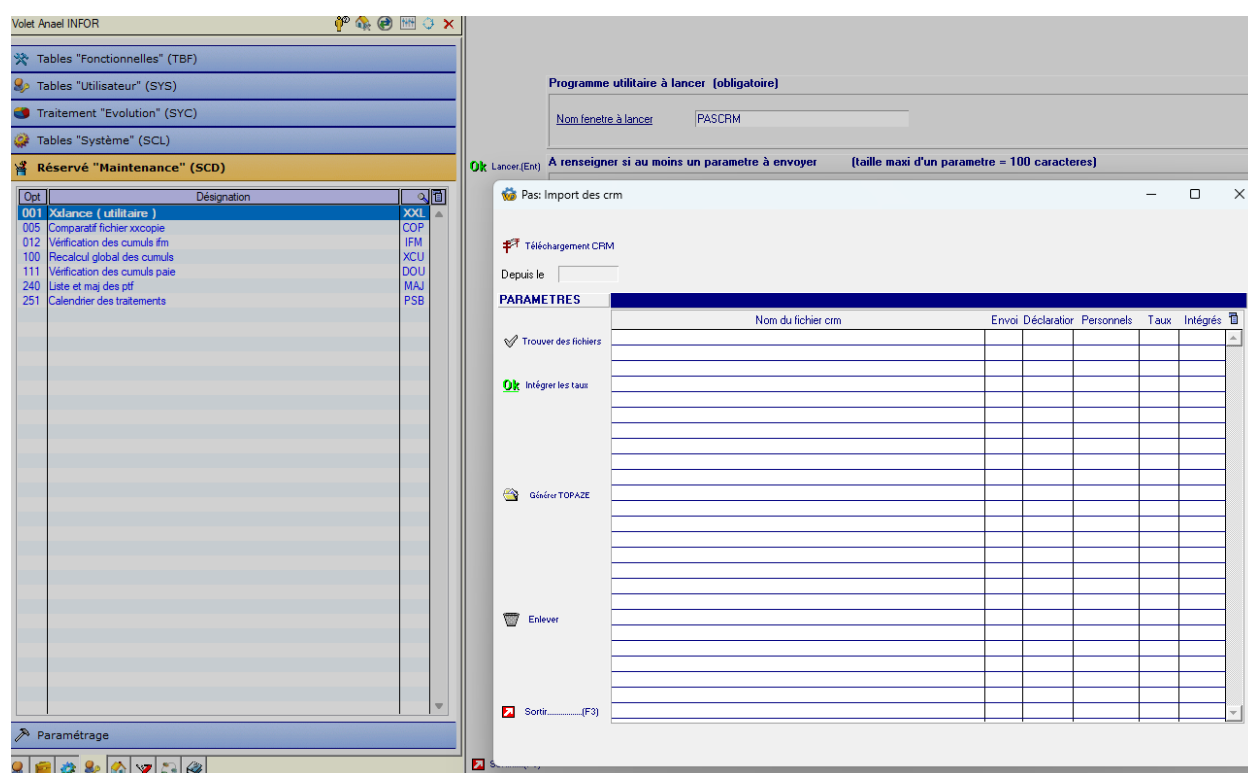 Volet Anael INFOR
Tables "Fonctionnelles" (TBF)
Tables "Utilisateur" (SYS)
Traitement "Evolution" (SYC)
Tables "Système" (SCL)
Réservé "Maintenance" (SCD)
Opt Désignation
001 Xxlance ( utilitaire ) XXL
005 Comparatif fichier xxcopie COP
012 Vérification des cumuls ifm IFM
100 Recalcul global des cumuls XCU
111 Vérification des cumuls paie DOU
240 Liste et maj des ptf MAJ
251 Calendrier des traitements PSB
Paramétrage
Programme utilitaire à lancer (obligatoire)
Nom fenetre à lancer PASCRM
Ok Lancer.(Ent)
A renseigner si au moins un parametre à envoyer (taille maxi d'un parametre = 100 caracteres)
Pas: Import des crm
Téléchargement CRM
Depuis le
PARAMETRES
Nom du fichier crm Envoi Déclaration Personnels Taux Intégrés
Trouver des fichiers
Ok Intégrer les taux
Générer TOPAZE
Enlever
Sortir...............(F3)